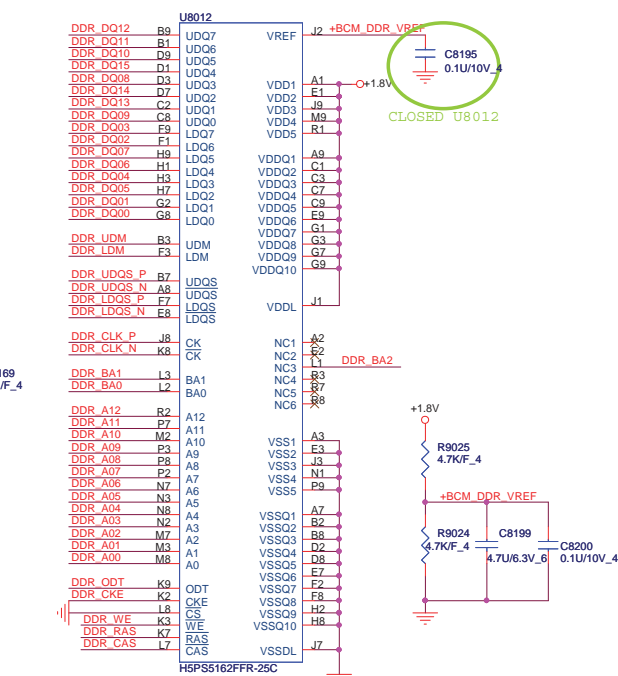 U8012
DDR_DQ12 B9 UDQ7
DDR_DQ11 B1 UDQ6
DDR_DQ10 D9 UDQ5
DDR_DQ15 D1 UDQ4
DDR_DQ08 D3 UDQ3
DDR_DQ14 D7 UDQ2
DDR_DQ13 C2 UDQ1
DDR_DQ09 C8 UDQ0
DDR_DQ03 F9 LDQ7
DDR_DQ02 F1 LDQ6
DDR_DQ07 H9 LDQ5
DDR_DQ06 H1 LDQ4
DDR_DQ04 H3 LDQ3
DDR_DQ05 H7 LDQ2
DDR_DQ01 G2 LDQ1
DDR_DQ00 G8 LDQ0
DDR_UDM B3 UDM
DDR_LDM F3 LDM
DDR_UDQS_P B7 UDQS
DDR_UDQS_N A8 UDQS
DDR_LDQS_P F7 LDQS
DDR_LDQS_N E8 LDQS
DDR_CLK_P J8 CK
DDR_CLK_N K8 CK
169
/F_4
DDR_BA1 L3 BA1
DDR_BA0 L2 BA0
DDR_A12 R2 A12
DDR_A11 P7 A11
DDR_A10 M2 A10
DDR_A09 P3 A9
DDR_A08 P8 A8
DDR_A07 P2 A7
DDR_A06 N7 A6
DDR_A05 N3 A5
DDR_A04 N8 A4
DDR_A03 N2 A3
DDR_A02 M7 A2
DDR_A01 M3 A1
DDR_A00 M8 A0
DDR_ODT K9 ODT
DDR_CKE K2 CKE
L8 CS
DDR_WE K3 WE
DDR_RAS K7 RAS
DDR_CAS L7 CAS
VREF J2 +BCM_DDR_VREF
C8195
0.1U/10V_4
CLOSED U8012
VDD1 A1 +1.8V
VDD2 E1
VDD3 J9
VDD4 M9
VDD5 R1
VDDQ1 A9
VDDQ2 C1
VDDQ3 C3
VDDQ4 C7
VDDQ5 C9
VDDQ6 E9
VDDQ7 G1
VDDQ8 G3
VDDQ9 G7
VDDQ10 G9
VDDL J1
NC1 A2
NC2 E2
NC3 L1 DDR_BA2
NC4 R3
NC5 R7
NC6 R8
VSS1 A3
VSS2 E3
VSS3 J3
VSS4 N1
VSS5 P9
VSSQ1 A7
VSSQ2 B2
VSSQ3 B8
VSSQ4 D2
VSSQ5 D8
VSSQ6 E7
VSSQ7 F2
VSSQ8 F8
VSSQ9 H2
VSSQ10 H8
VSSDL J7
H5PS5162FFR-25C
+1.8V
R9025
4.7K/F_4
+BCM_DDR_VREF
R9024
4.7K/F_4
C8199
4.7U/6.3V_6
C8200
0.1U/10V_4